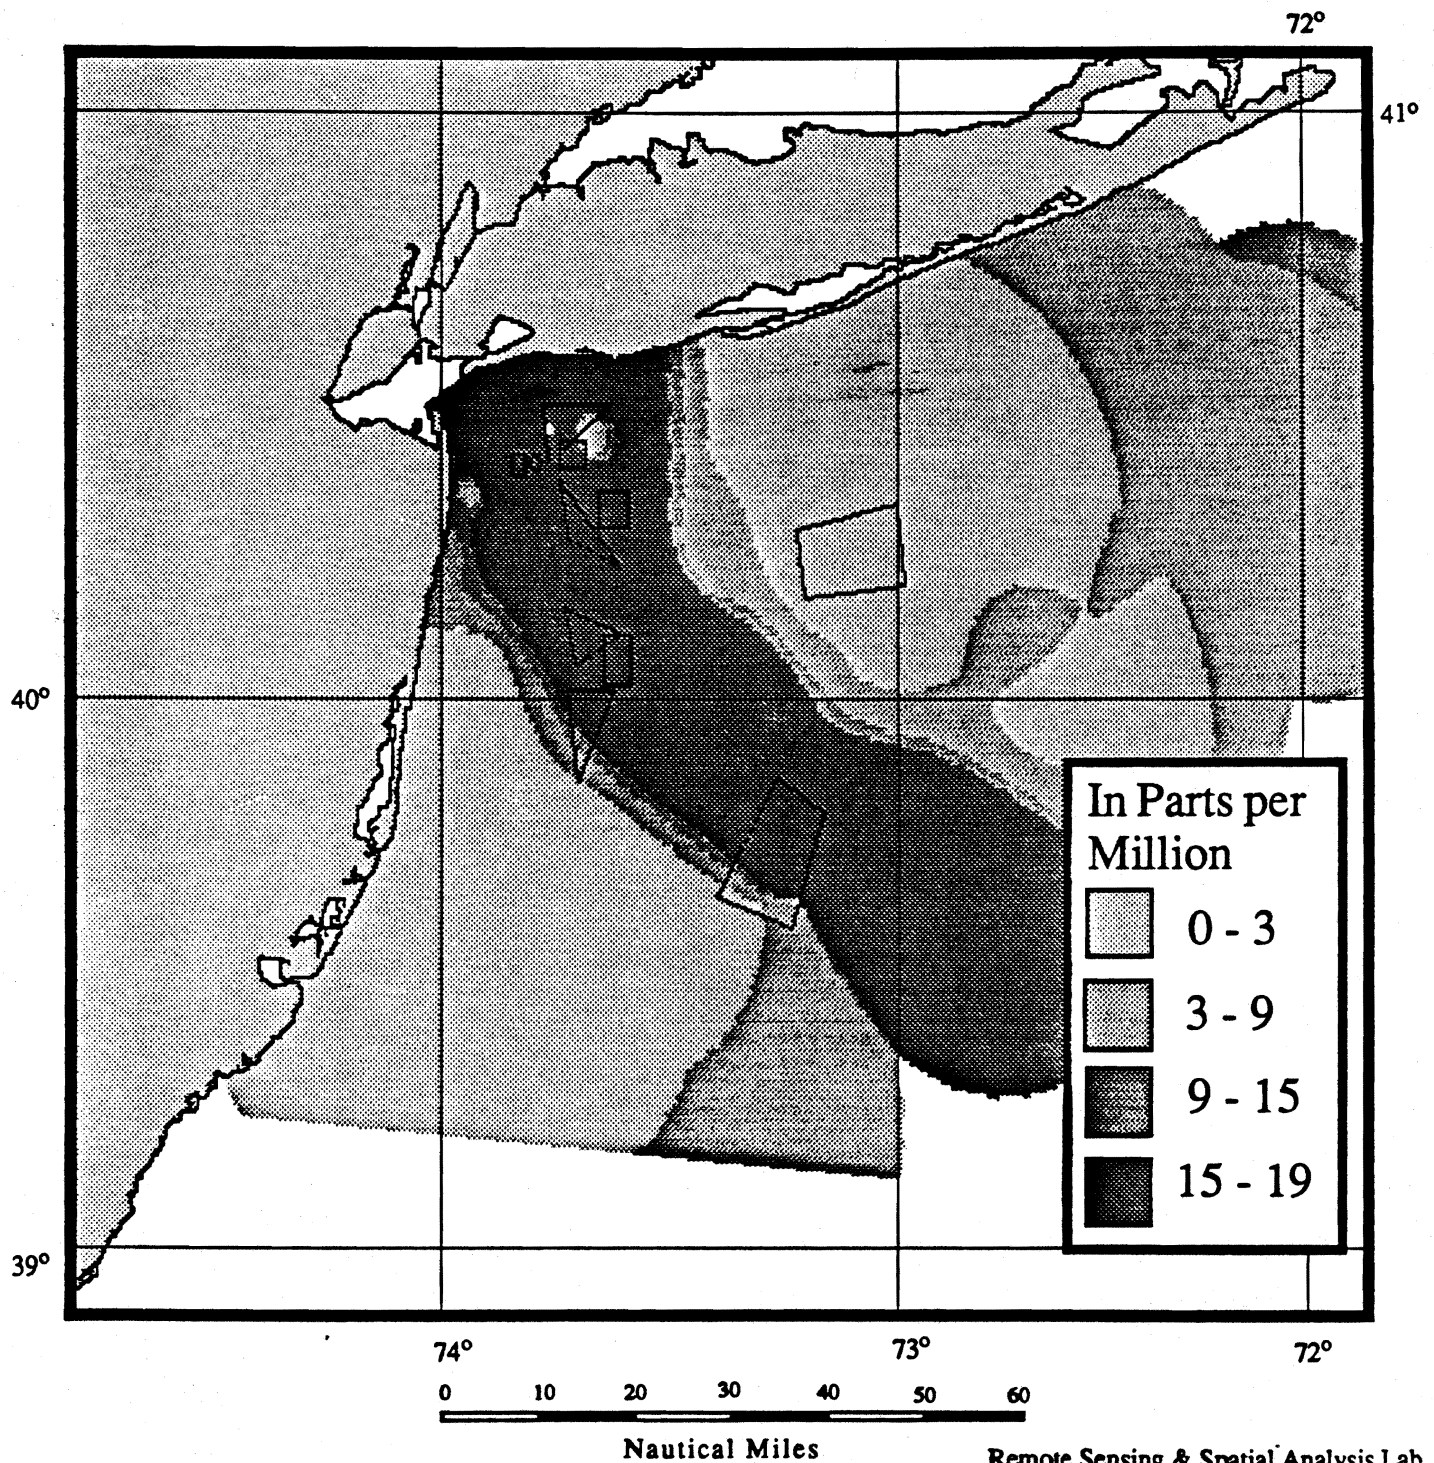 72°
41°
40°
In Parts per
Million
0 - 3
3 - 9
9 - 15
15 - 19
39°
74°
73°
72°
0 10 20 30 40 50 60
Nautical Miles
Remote Sensing & Spatial Analysis Lab